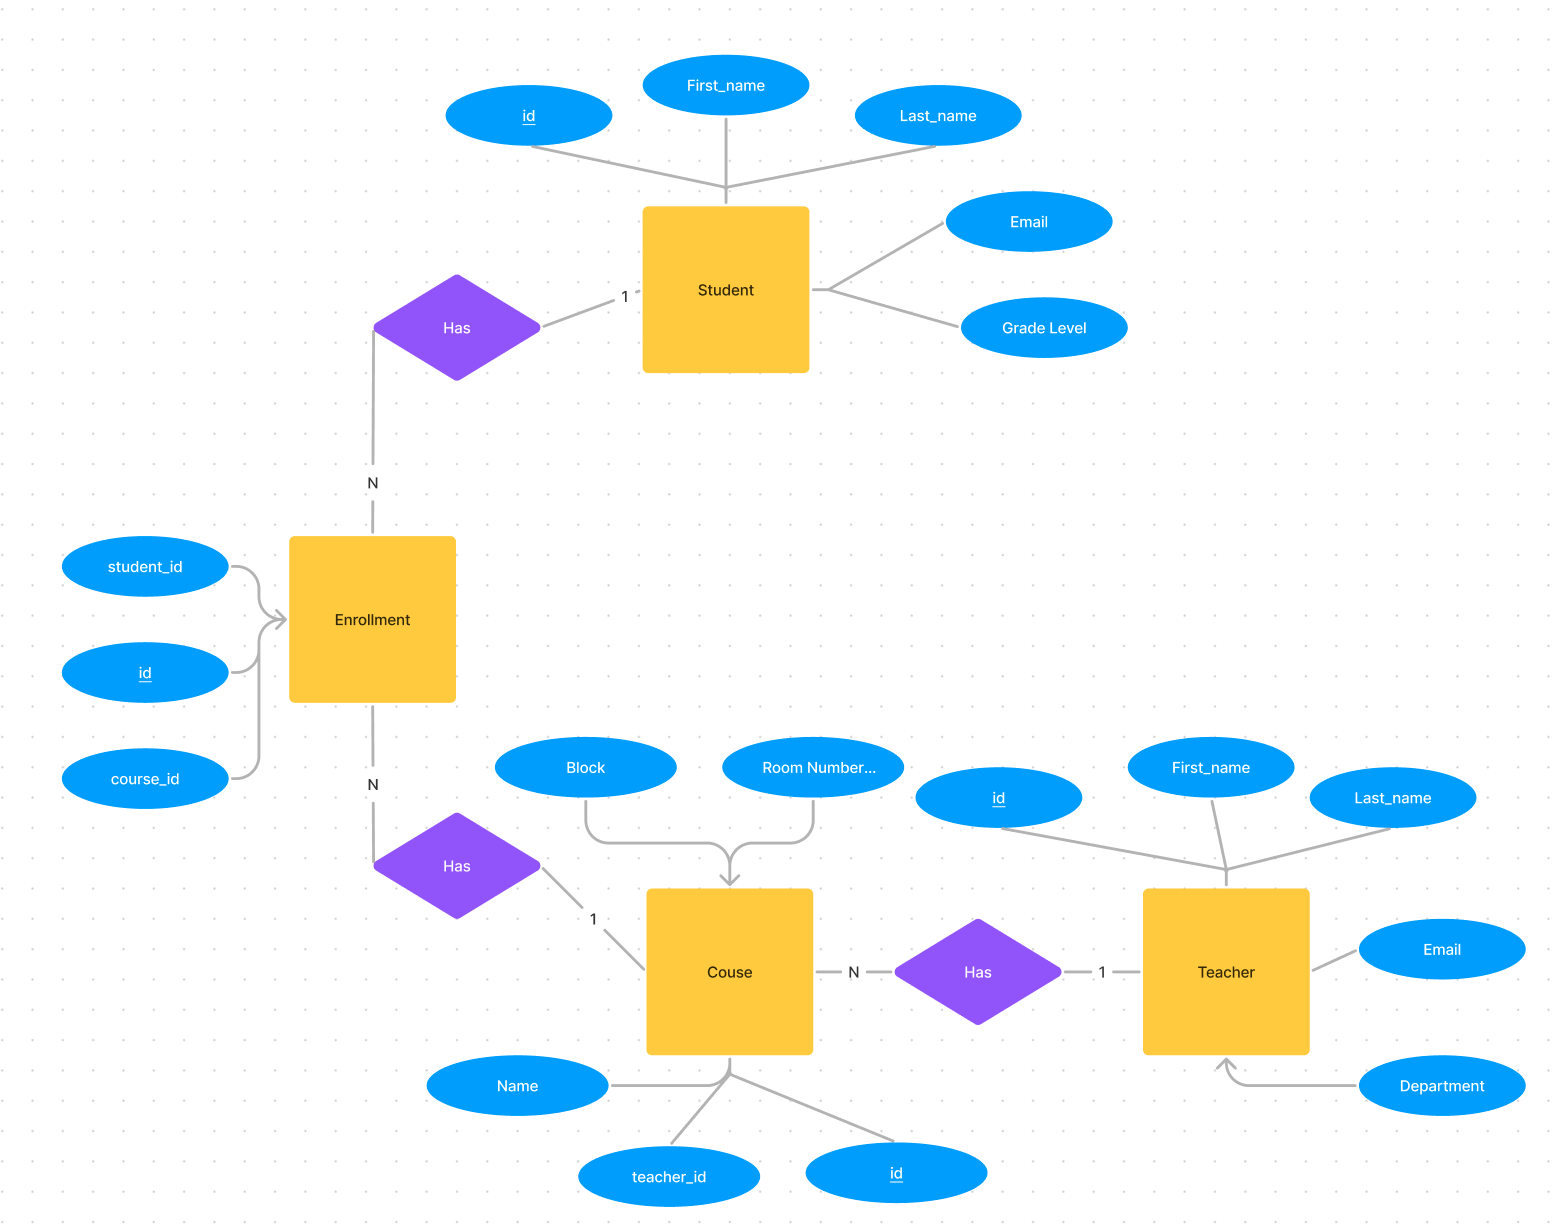 First_name
id
Last_name
Email
Student
1
Has
Grade Level
N
student_id
Enrollment
id
course_id
N
Block
Room Number...
First_name
id
Last_name
Has
1
Email
Couse
N
Has
1
Teacher
Name
Department
teacher_id
id